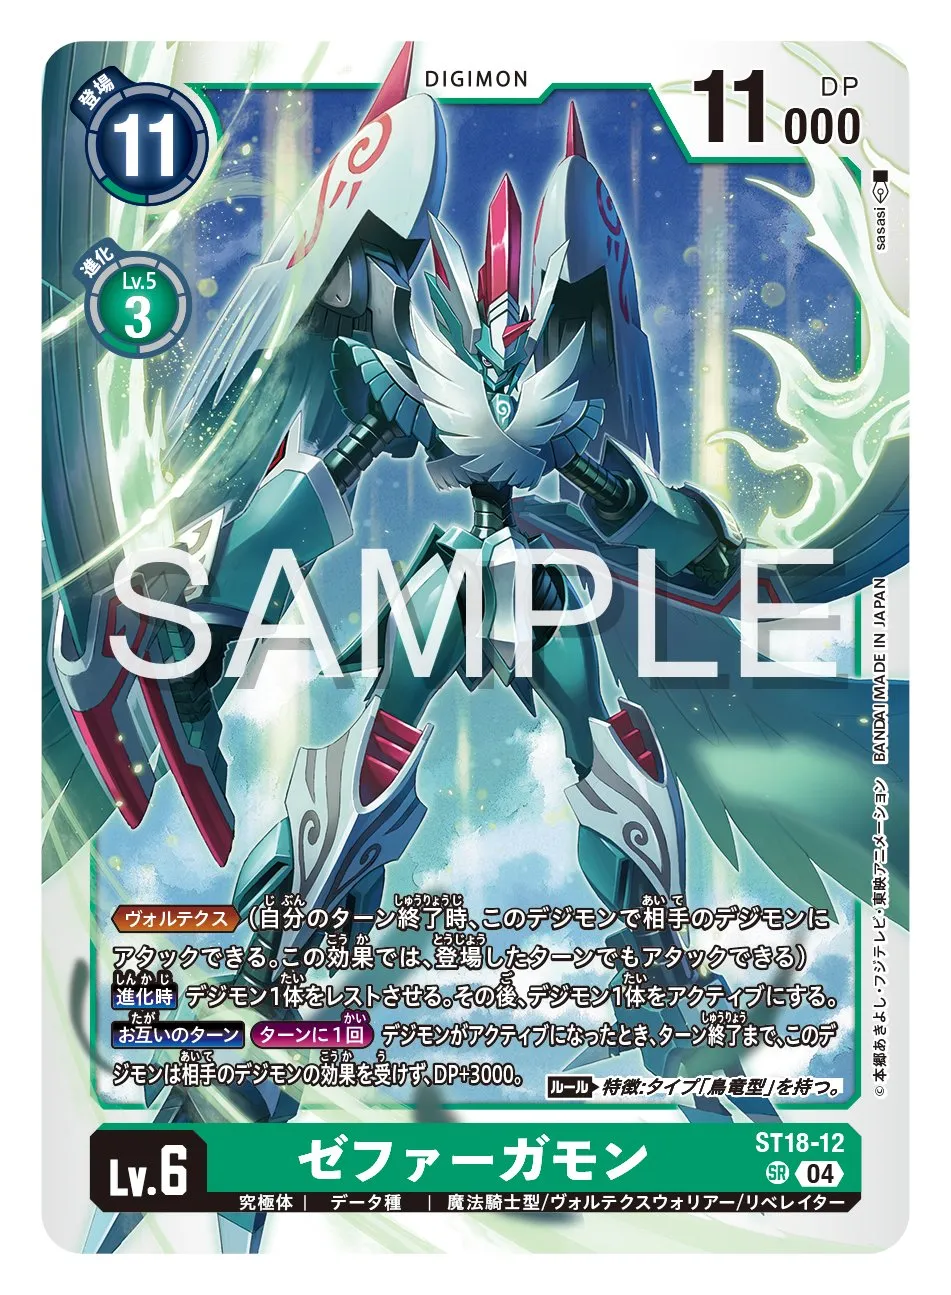 DIGIMON
登場
11
11000
DP
進化
Lv.5
3
sasasi
SAMPLE
BANDAI MADE IN JAPAN
©本郷あきよし・フジテレビ・東映アニメーション
ヴォルテクス (自分のターン終了時、このデジモンで相手のデジモンに
アタックできる。この効果では、登場したターンでもアタックできる)
進化時 デジモン1体をレストさせる。その後、デジモン1体をアクティブにする。
お互いのターン ターンに1回 デジモンがアクティブになったとき、ターン終了まで、このデ
ジモンは相手のデジモンの効果を受けず、DP+3000。
ルール 特徴:タイプ「鳥竜型」を持つ。
Lv.6
ゼファーガモン
ST18-12
SR 04
究極体 | データ種 | 魔法騎士型/ヴォルテクスウォリアー/リベレイター